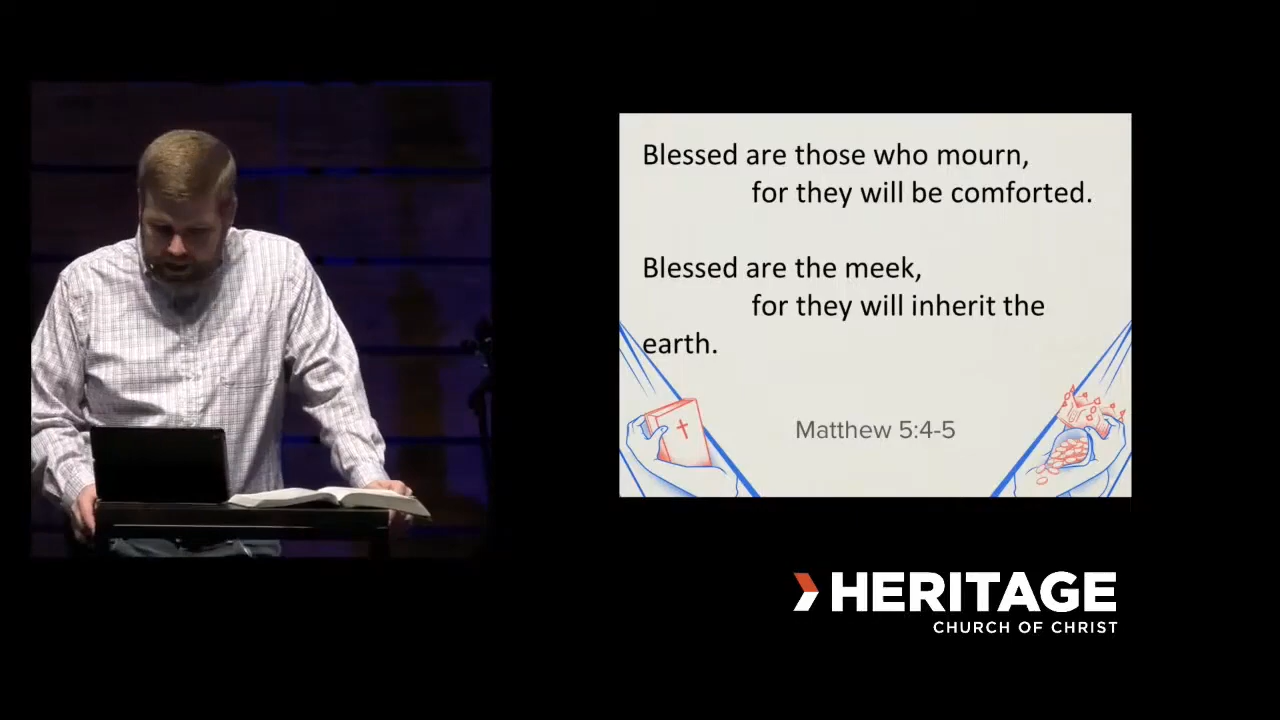 Blessed are those who mourn,
for they will be comforted.
Blessed are the meek,
for they will inherit the
earth.
Matthew 5:4-5
HERITAGE
CHURCH OF CHRIST